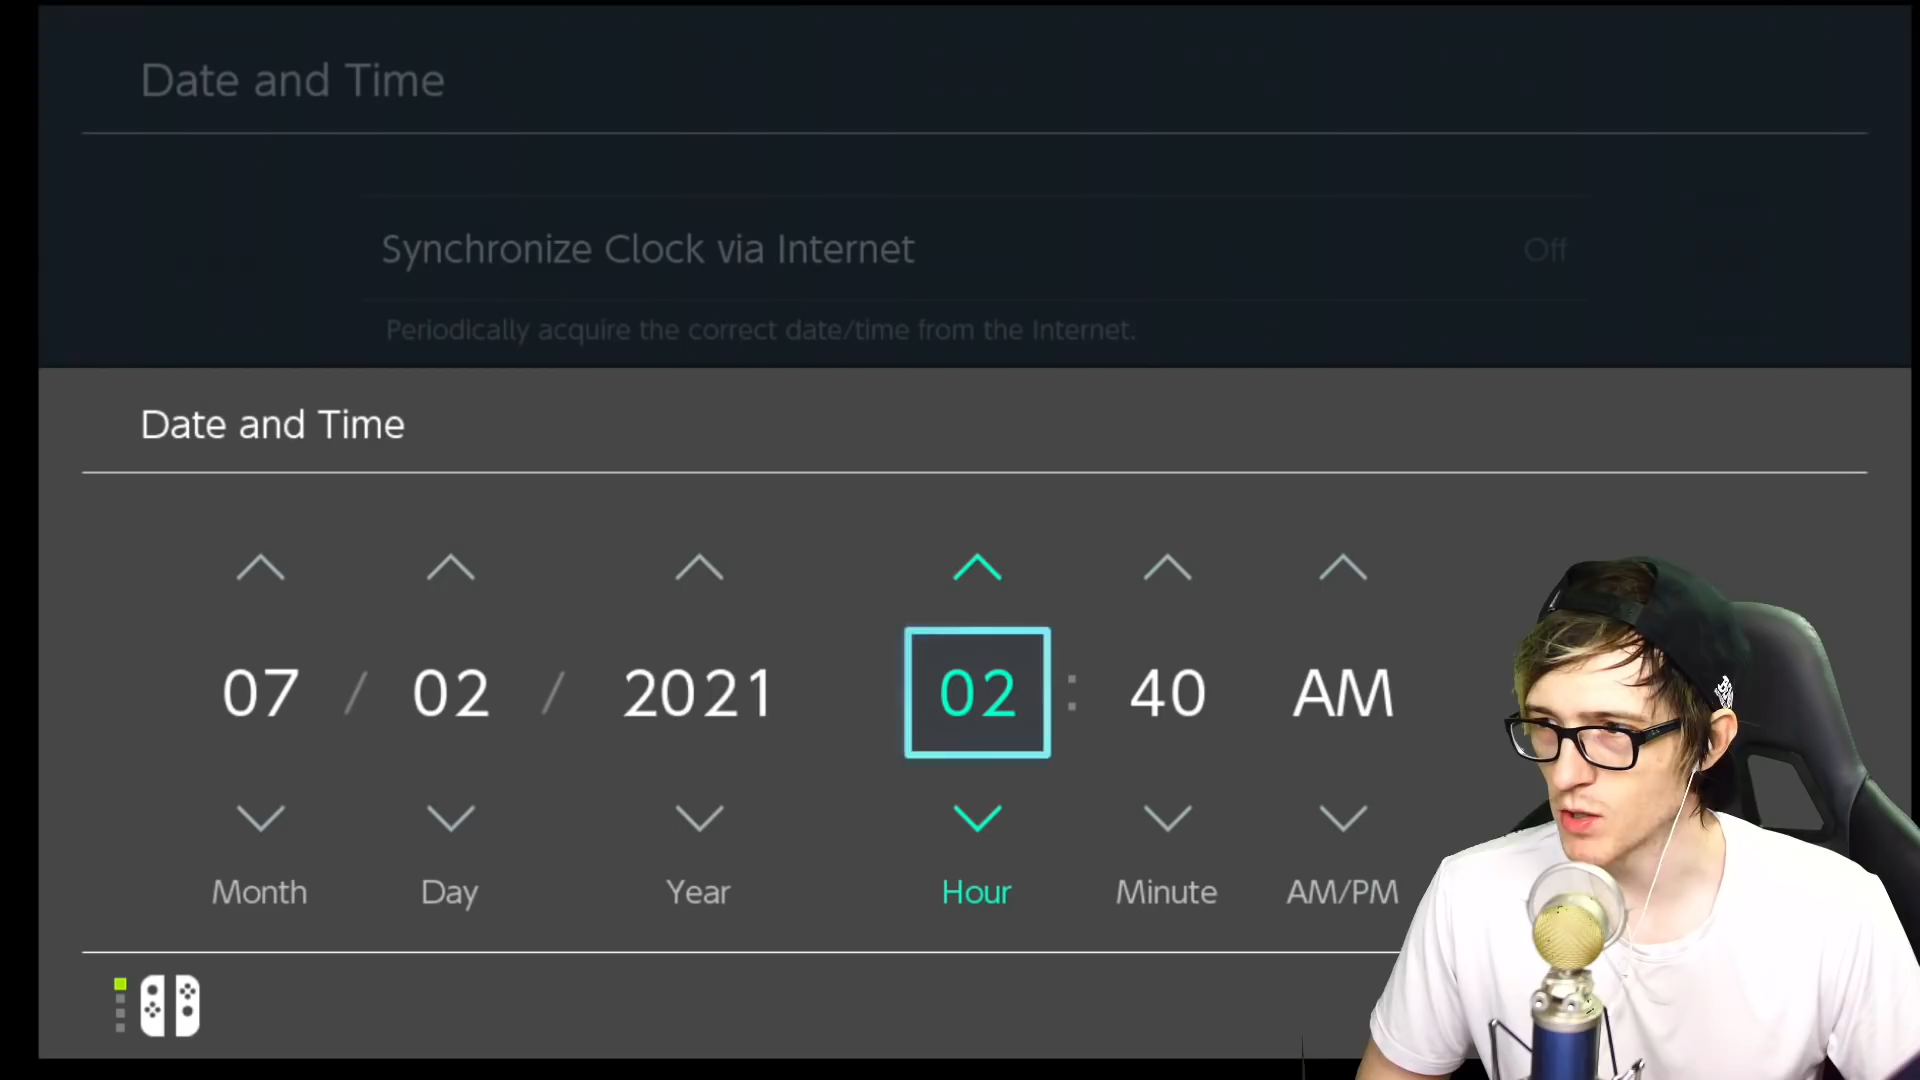 Date and Time
Synchronize Clock via Internet Off
Periodically acquire the correct date/time from the Internet.
Date and Time
07 / 02 / 2021 02 : 40 AM
Month Day Year Hour Minute AM/PM